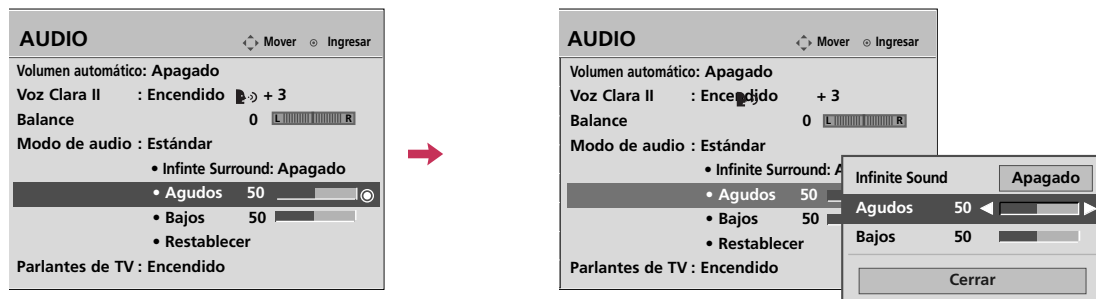 AUDIO
Mover Ingresar
Volumen automático: Apagado
Voz Clara II : Encendido + 3
Balance 0 L R
Modo de audio : Estándar
• Infinite Surround: Apagado
• Agudos 50
• Bajos 50
• Restablecer
Parlantes de TV : Encendido
AUDIO
Mover Ingresar
Volumen automático: Apagado
Voz Clara II : Encendido + 3
Balance 0 L R
Modo de audio : Estándar
• Infinite Surround: A
• Agudos 50
• Bajos 50
• Restablecer
Parlantes de TV : Encendido
Infinite Sound Apagado
Agudos 50
Bajos 50
Cerrar